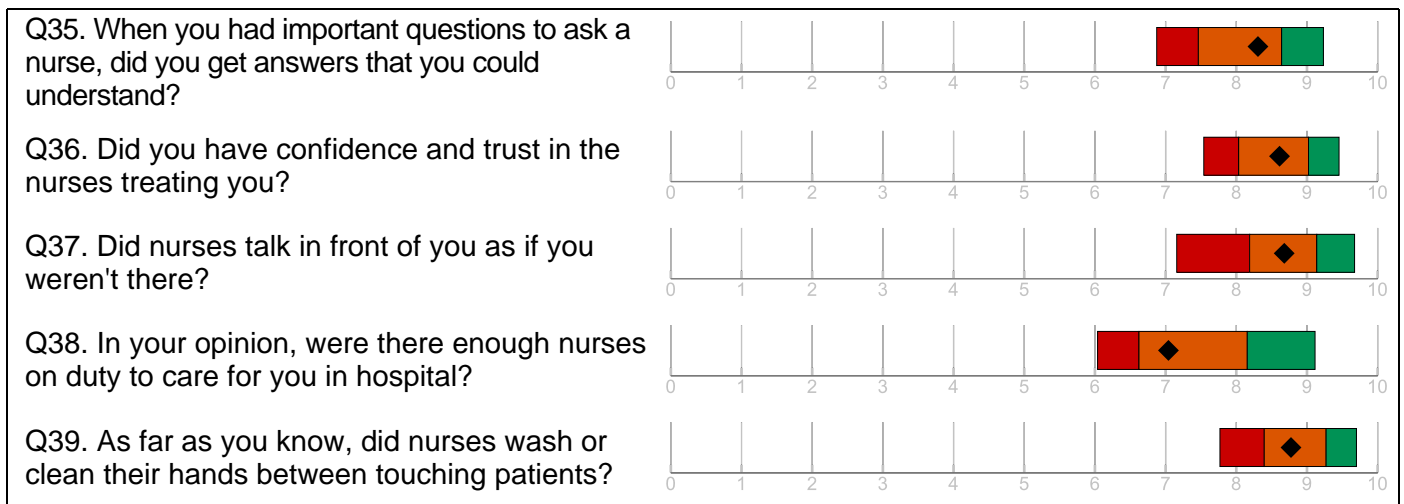 Q35. When you had important questions to ask a
nurse, did you get answers that you could
understand?
0 1 2 3 4 5 6 7 8 9 10
Q36. Did you have confidence and trust in the
nurses treating you?
0 1 2 3 4 5 6 7 8 9 10
Q37. Did nurses talk in front of you as if you
weren't there?
0 1 2 3 4 5 6 7 8 9 10
Q38. In your opinion, were there enough nurses
on duty to care for you in hospital?
0 1 2 3 4 5 6 7 8 9 10
Q39. As far as you know, did nurses wash or
clean their hands between touching patients?
0 1 2 3 4 5 6 7 8 9 10